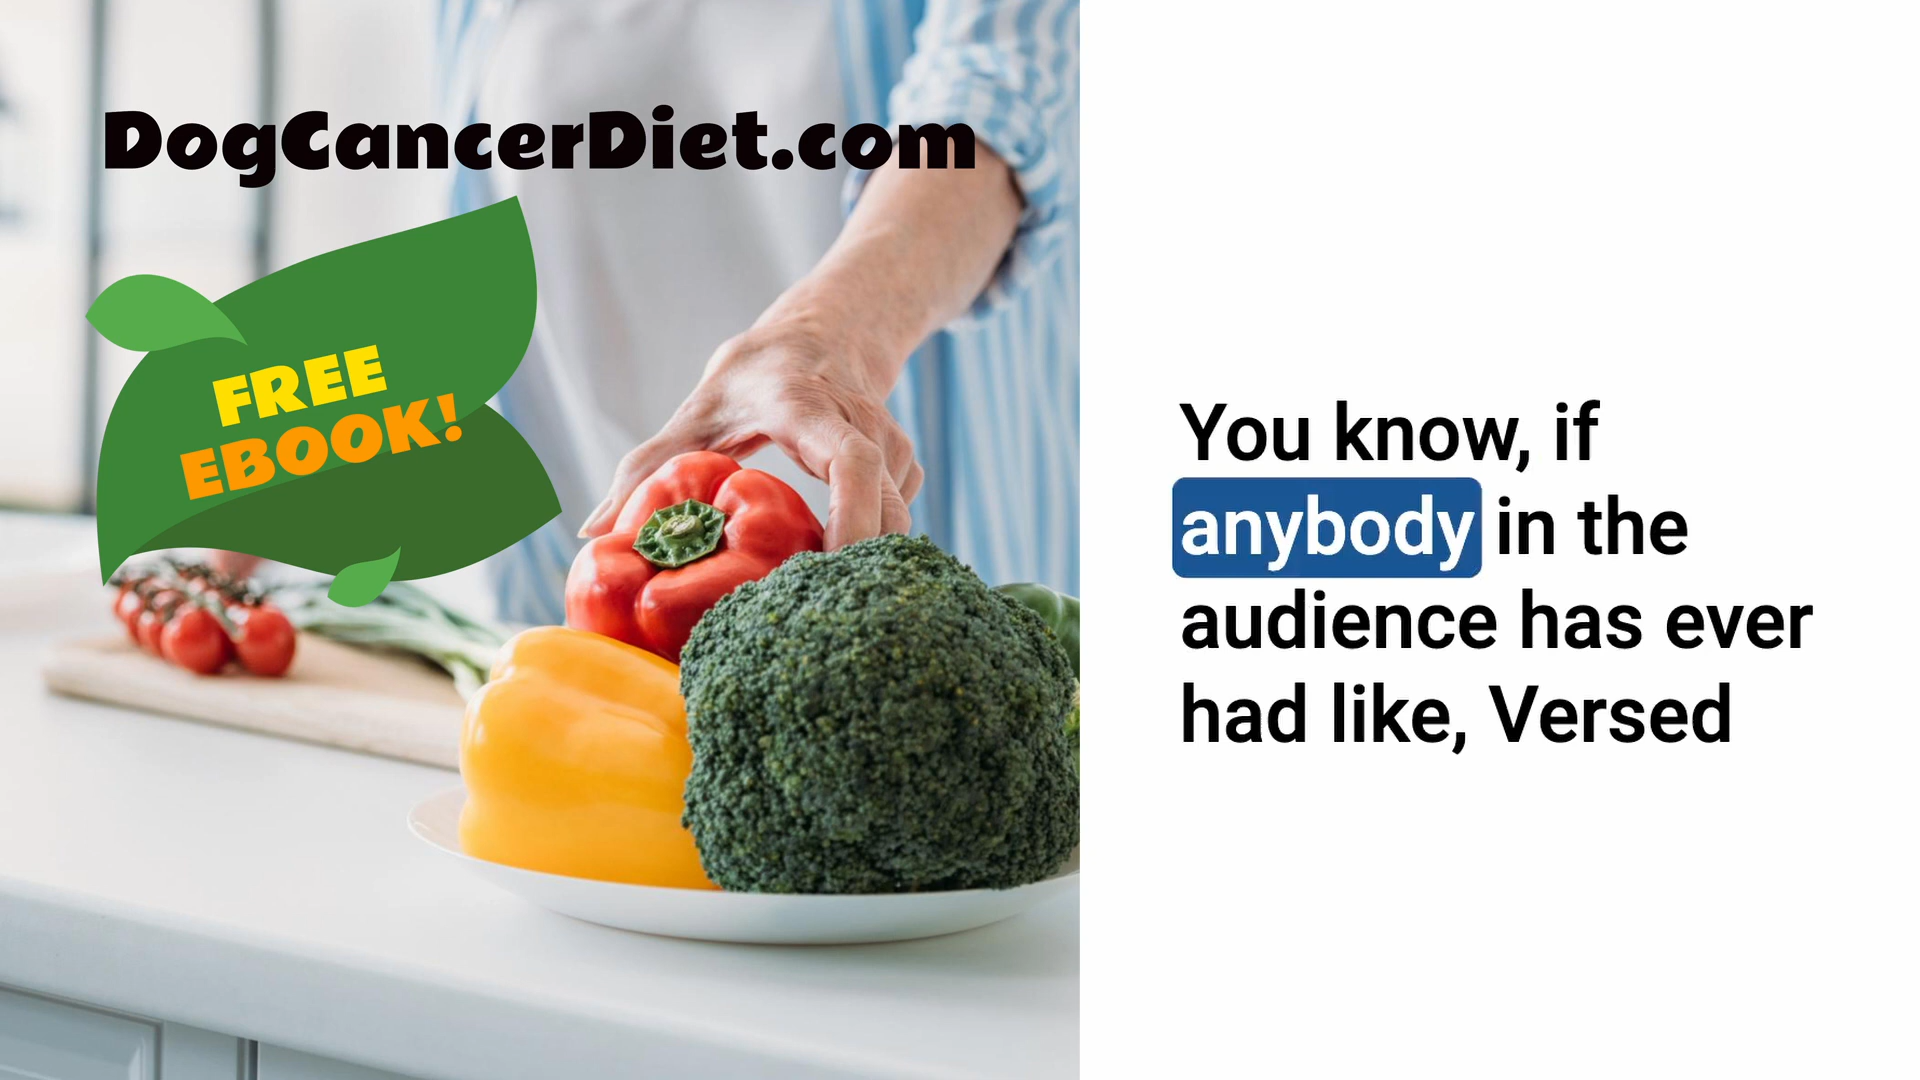 DogCancerDiet.com
FREE
EBOOK!
You know, if
anybody in the
audience has ever
had like, Versed